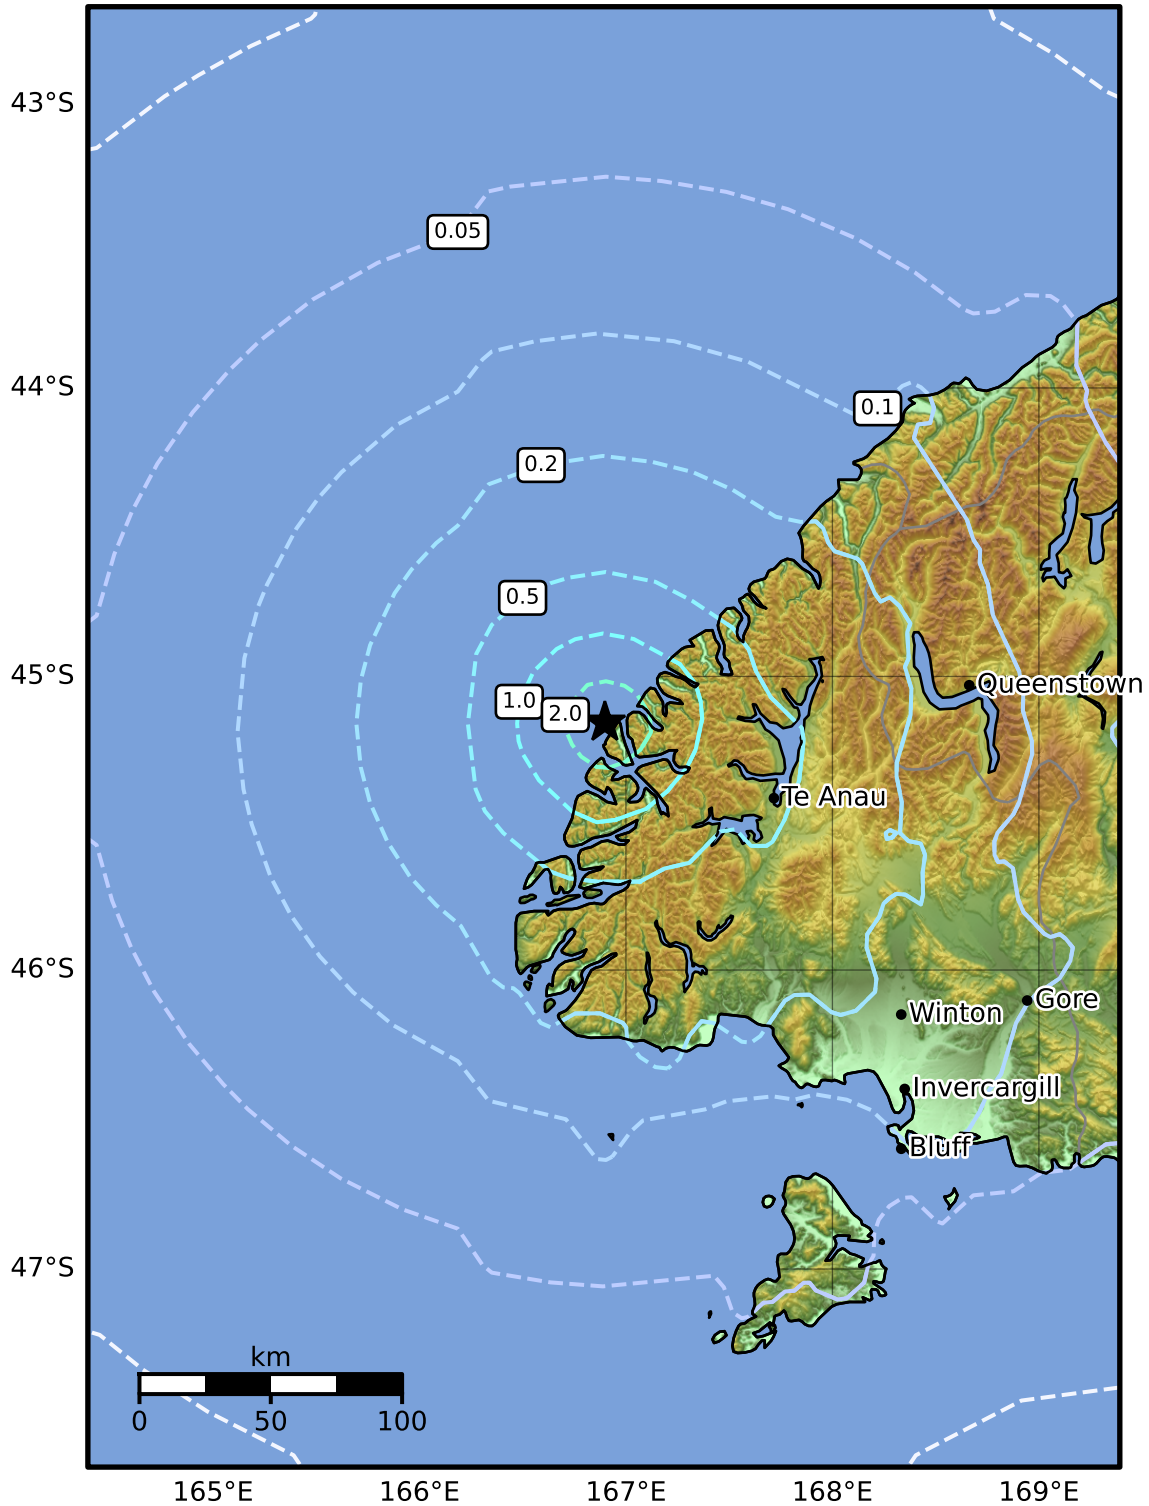 43°S
0.05
44°S
0.1
0.2
0.5
45°S
Queenstown
1.0
2.0
Te Anau
46°S
Gore
Winton
Invercargill
Bluff
47°S
km
0 50 100
165°E 166°E 167°E 168°E 169°E